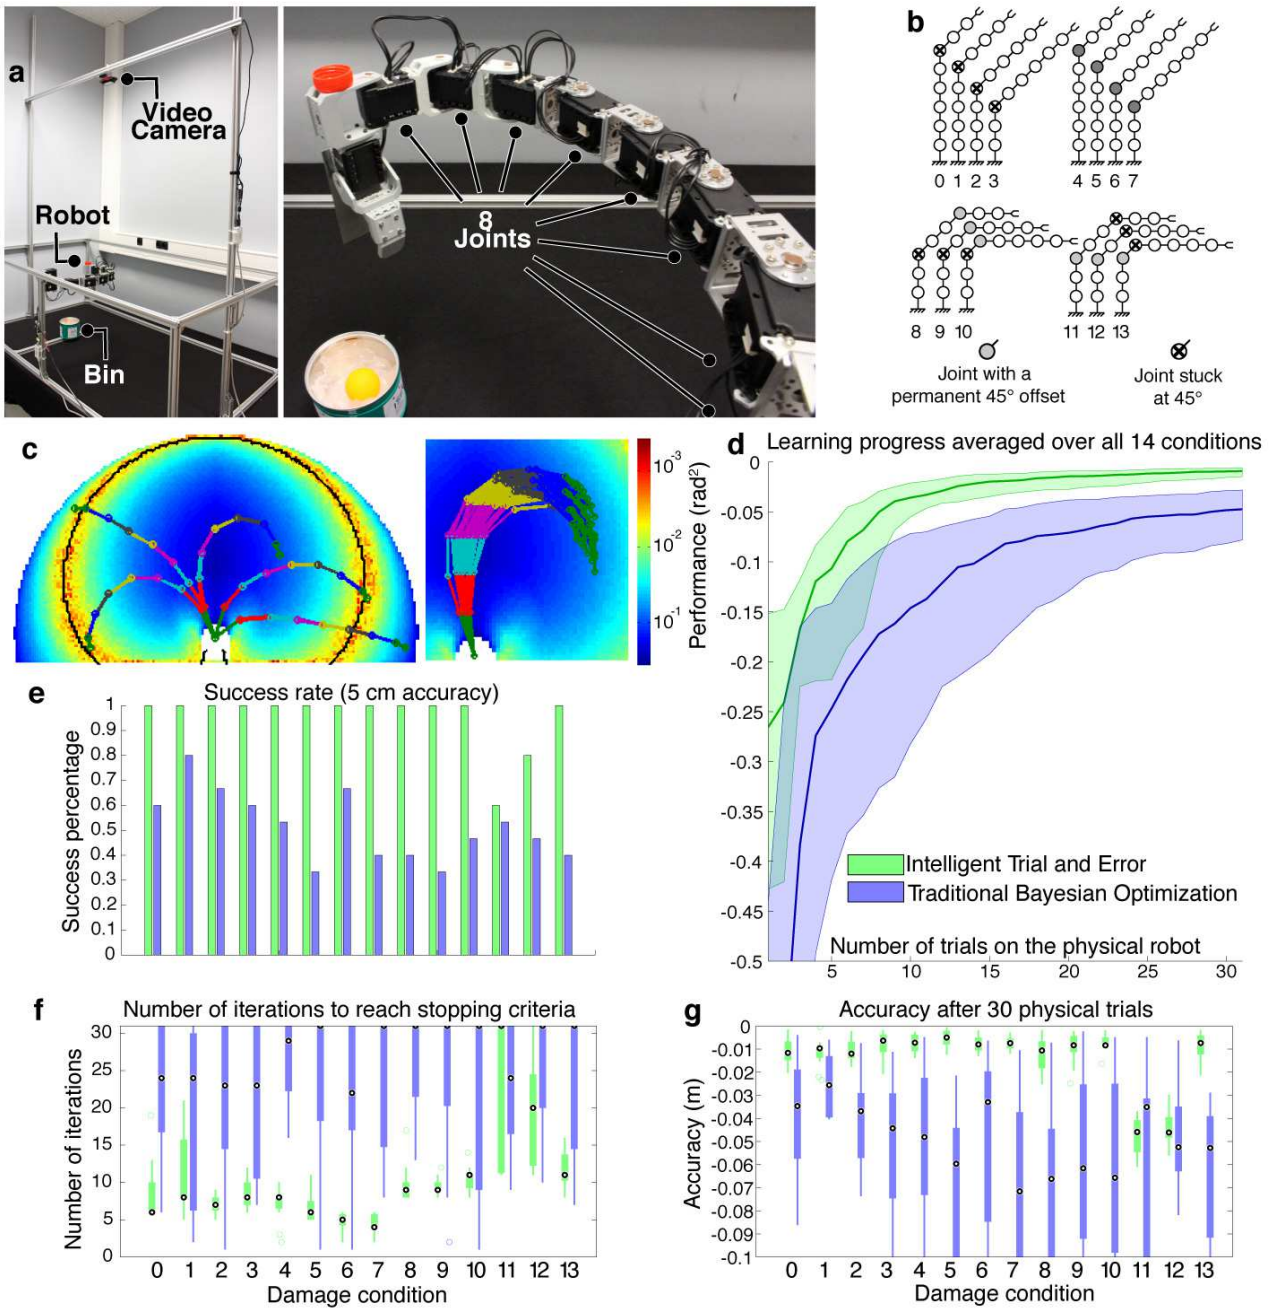 a
Video
Camera
Robot
Bin
8
Joints
b
0 1 2 3
4 5 6 7
8 9 10
11 12 13
Joint with a
permanent 45° offset
Joint stuck
at 45°
c
10⁻³
10⁻²
10⁻¹
Performance (rad²)
d
Learning progress averaged over all 14 conditions
0
-0.05
-0.1
-0.15
-0.2
-0.25
-0.3
-0.35
-0.4
-0.45
-0.5
Intelligent Trial and Error
Traditional Bayesian Optimization
Number of trials on the physical robot
5 10 15 20 25 30
e
Success rate (5 cm accuracy)
Success percentage
1
0.9
0.8
0.7
0.6
0.5
0.4
0.3
0.2
0.1
0
f
Number of iterations to reach stopping criteria
Number of iterations
30
25
20
15
10
5
0
0 1 2 3 4 5 6 7 8 9 10 11 12 13
Damage condition
g
Accuracy after 30 physical trials
Accuracy (m)
0
-0.01
-0.02
-0.03
-0.04
-0.05
-0.06
-0.07
-0.08
-0.09
-0.1
0 1 2 3 4 5 6 7 8 9 10 11 12 13
Damage condition